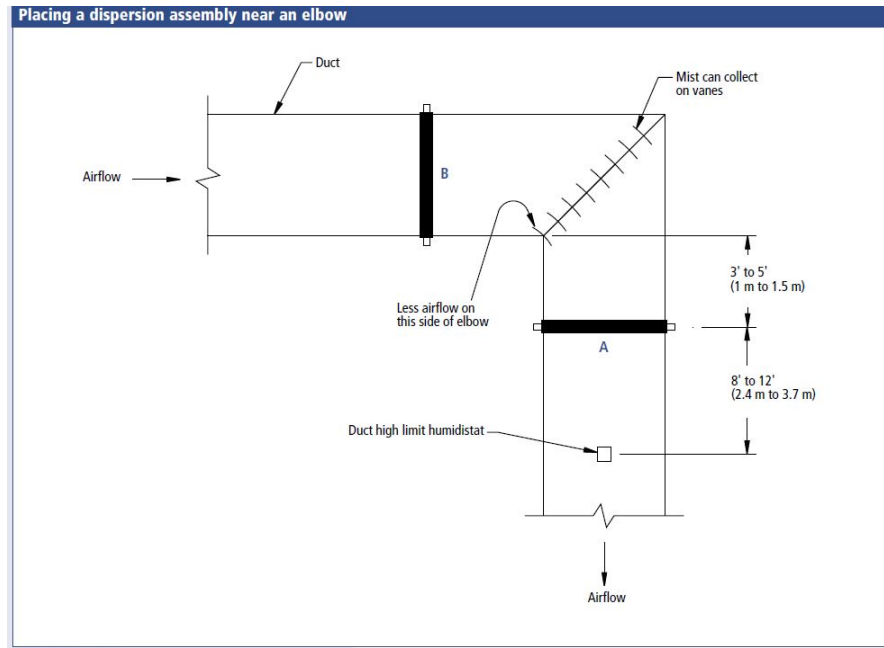 Placing a dispersion assembly near an elbow
Duct
Mist can collect
on vanes
Airflow
B
3' to 5'
(1 m to 1.5 m)
Less airflow on
this side of elbow
A
8' to 12'
(2.4 m to 3.7 m)
Duct high limit humidistat
Airflow